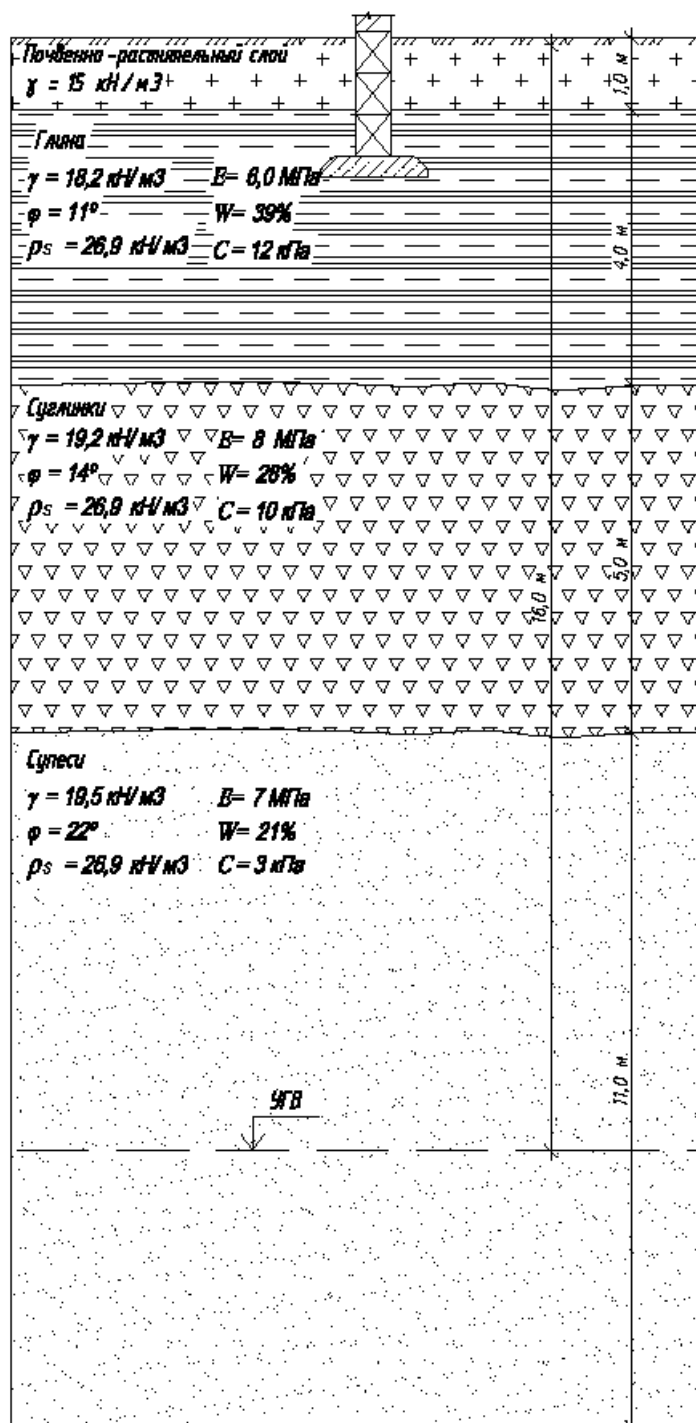 Почвенно-растительный слой
γ = 15 кН/м3
1,0 м
Глина
γ = 18,2 кН/м3 E= 6,0 МПа
φ = 11° W= 39%
ρs = 26,9 кН/м3 C = 12 кПа
4,0 м
Суглинки
γ = 19,2 кН/м3 E= 8 МПа
φ = 14° W= 28%
ρs = 26,9 кН/м3 C = 10 кПа
5,0 м
16,0 м
Супеси
γ = 19,5 кН/м3 E= 7 МПа
φ = 22° W= 21%
ρs = 26,9 кН/м3 C = 3 кПа
11,0 м
УГВ